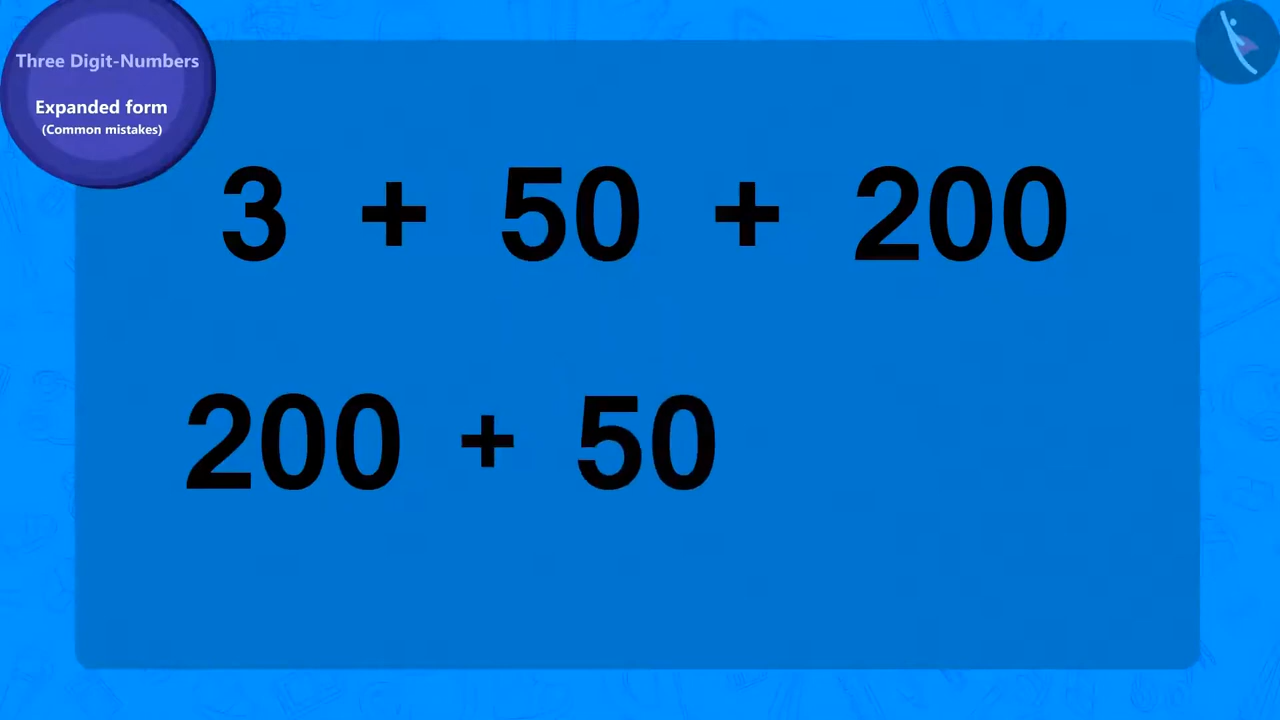 Three Digit-Numbers
Expanded form
(Common mistakes)
3 + 50 + 200
200 + 50